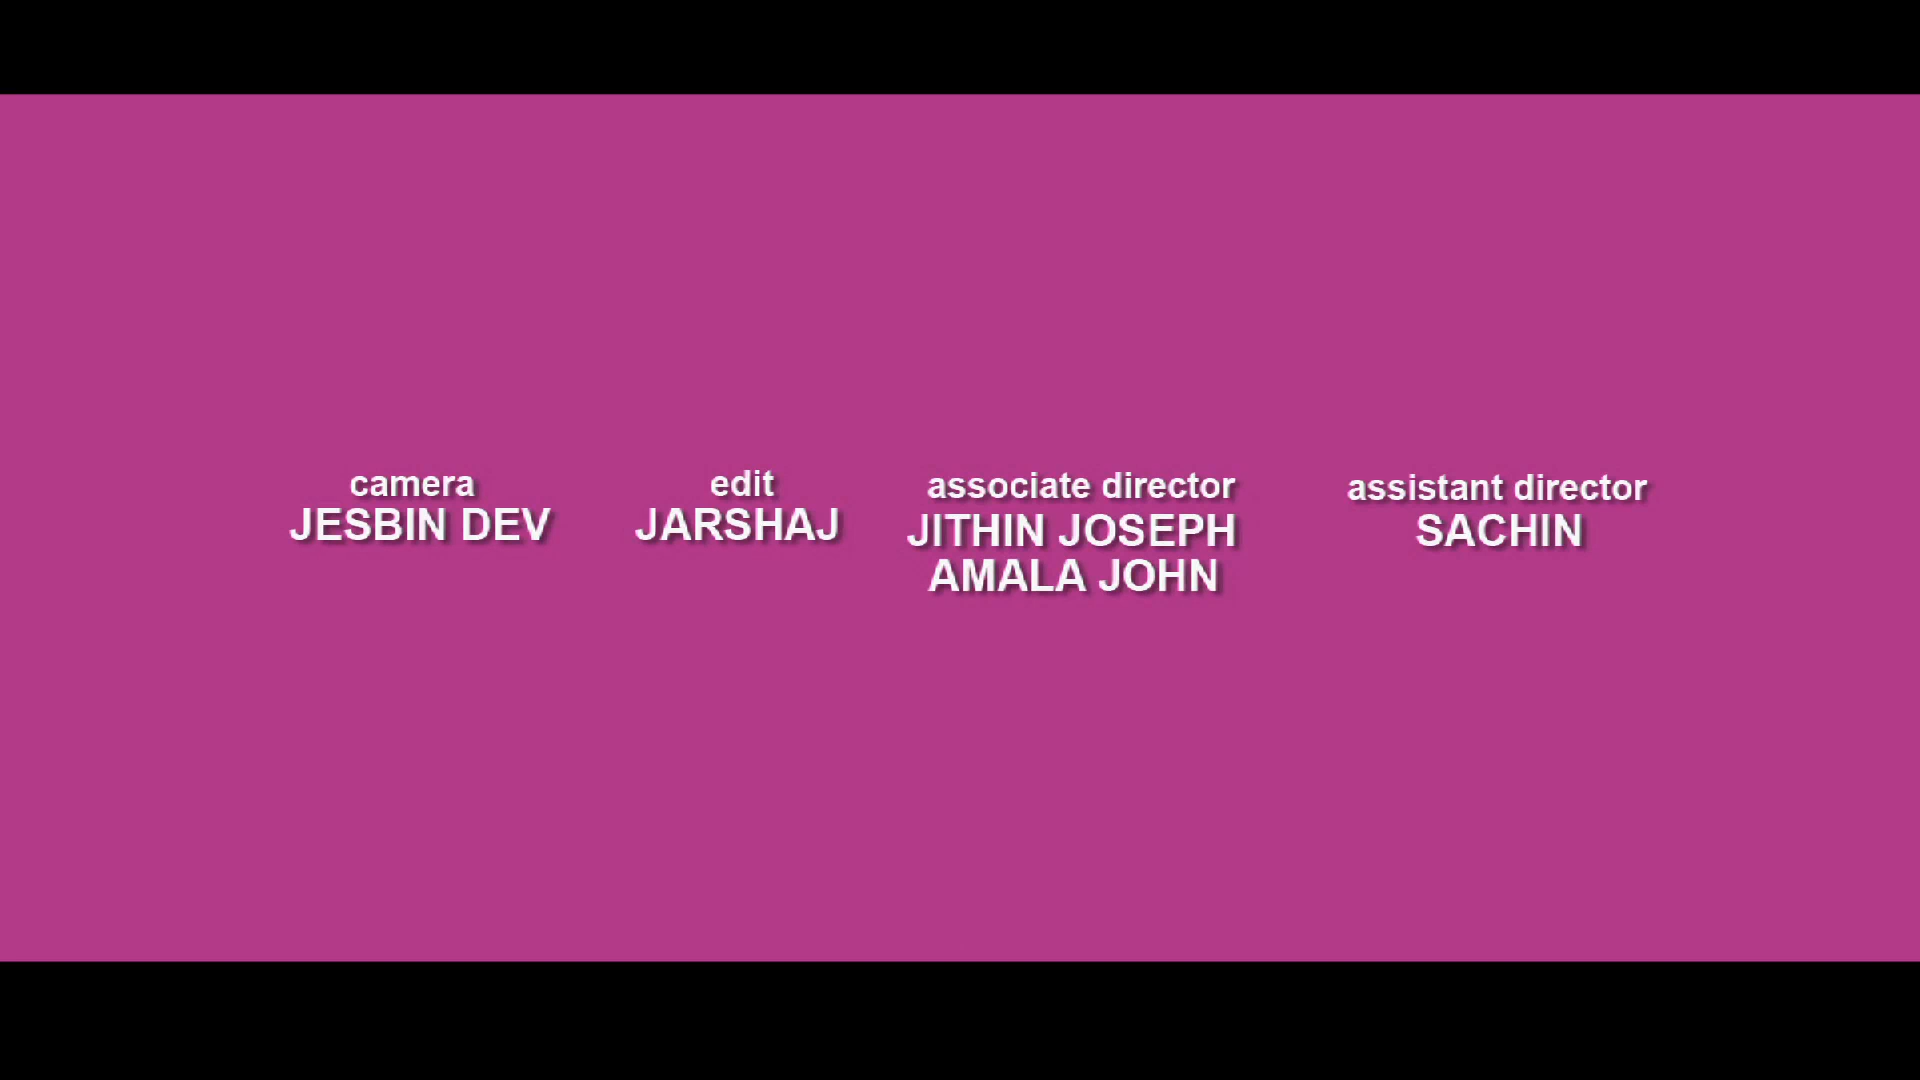 camera
JESBIN DEV
edit
JARSHAJ
associate director
JITHIN JOSEPH
AMALA JOHN
assistant director
SACHIN